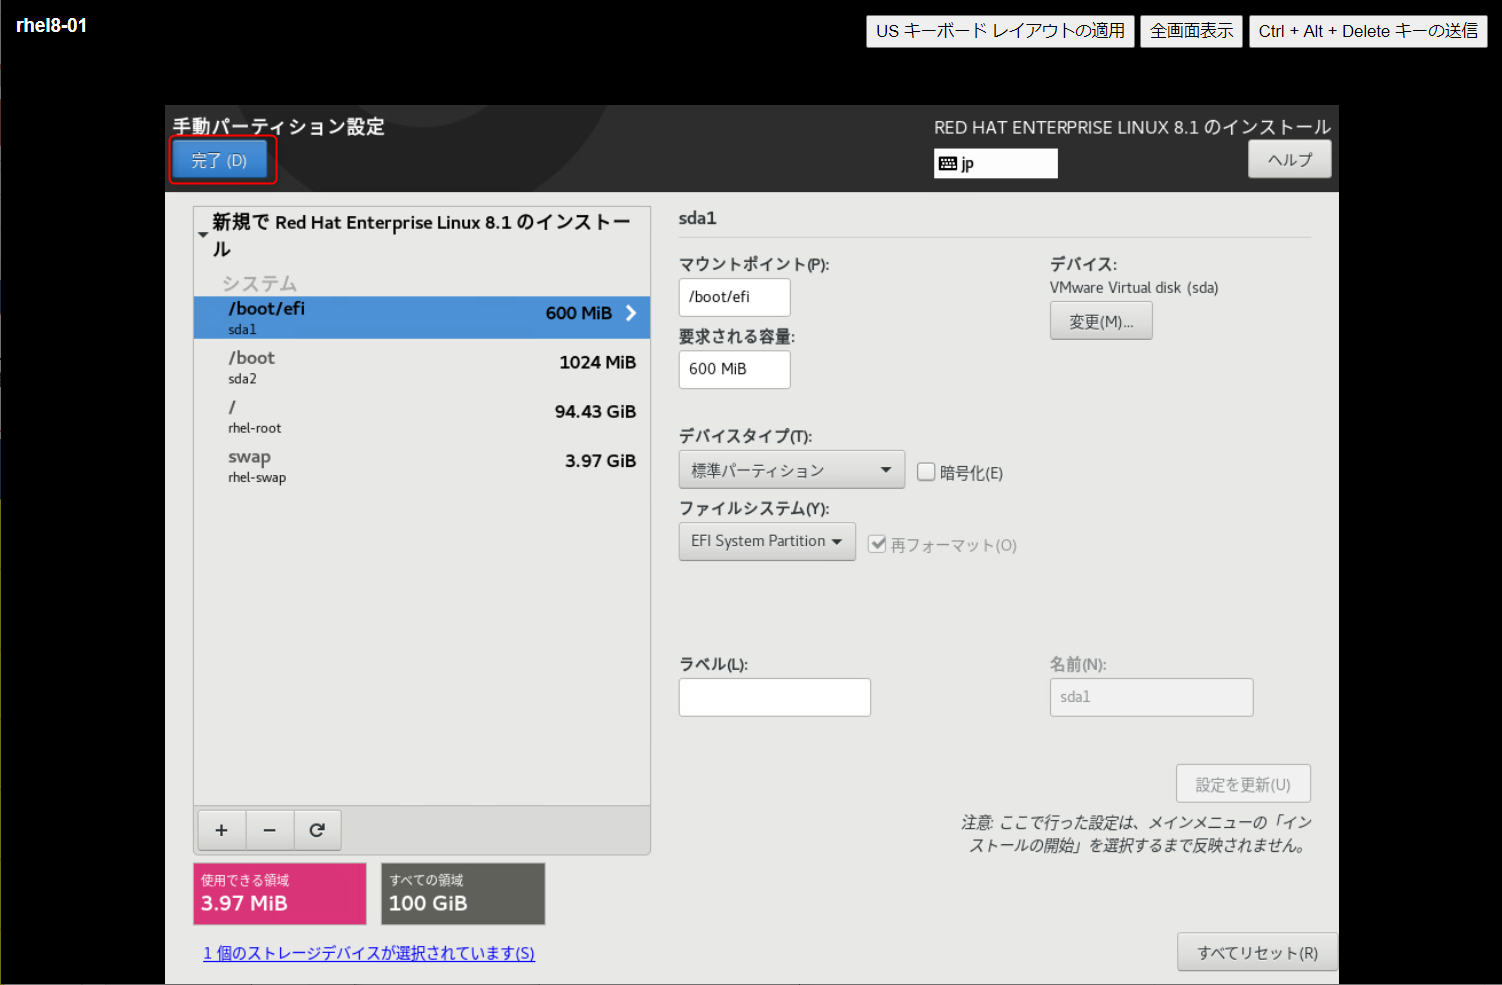 rhel8-01
US キーボード レイアウトの適用
全画面表示
Ctrl + Alt + Delete キーの送信
手動パーティション設定
完了 (D)
RED HAT ENTERPRISE LINUX 8.1 のインストール
jp
ヘルプ
新規で Red Hat Enterprise Linux 8.1 のインストー
ル
システム
/boot/efi
600 MiB
sda1
/boot
1024 MiB
sda2
/
94.43 GiB
rhel-root
swap
3.97 GiB
rhel-swap
+
−
使用できる領域
3.97 MiB
すべての領域
100 GiB
1 個のストレージデバイスが選択されています(S)
sda1
マウントポイント(P):
/boot/efi
要求される容量:
600 MiB
デバイス:
VMware Virtual disk (sda)
変更(M)...
デバイスタイプ(T):
標準パーティション
暗号化(E)
ファイルシステム(Y):
EFI System Partition
再フォーマット(O)
ラベル(L):
名前(N):
sda1
設定を更新(U)
注意: ここで行った設定は、メインメニューの「イン
ストールの開始」を選択するまで反映されません。
すべてリセット(R)